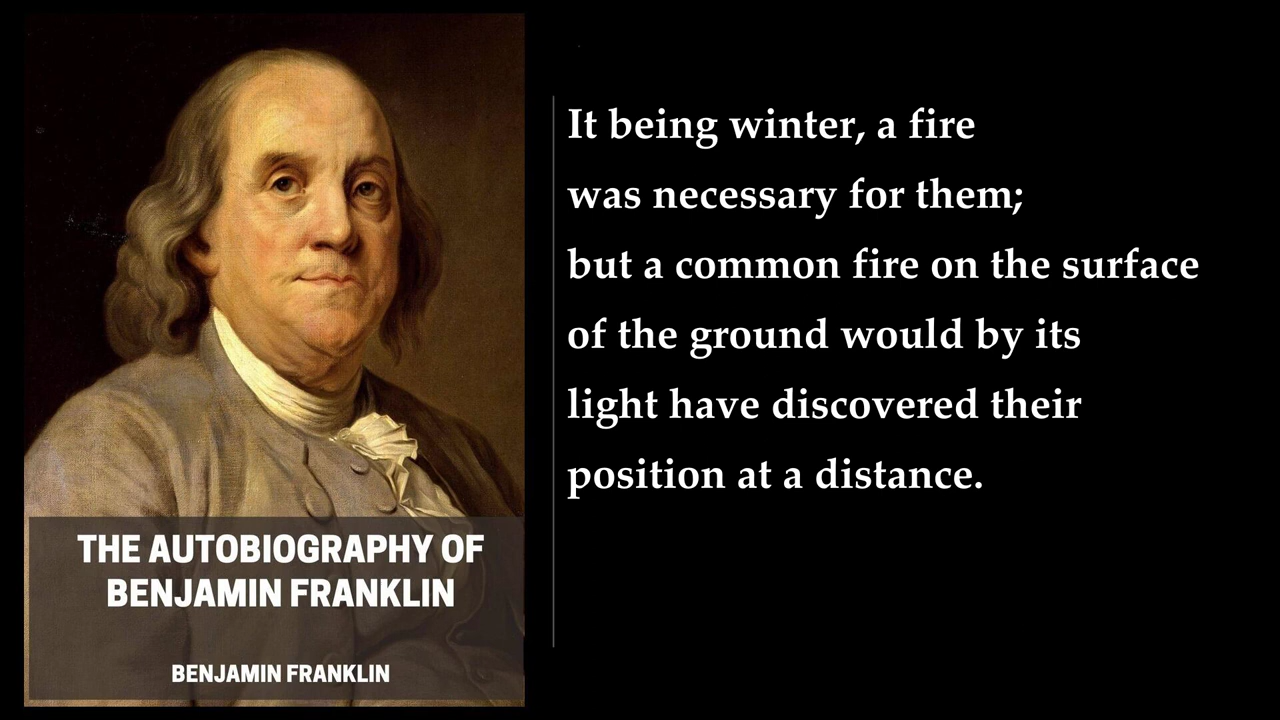 THE AUTOBIOGRAPHY OF
BENJAMIN FRANKLIN
BENJAMIN FRANKLIN
It being winter, a fire
was necessary for them;
but a common fire on the surface
of the ground would by its
light have discovered their
position at a distance.